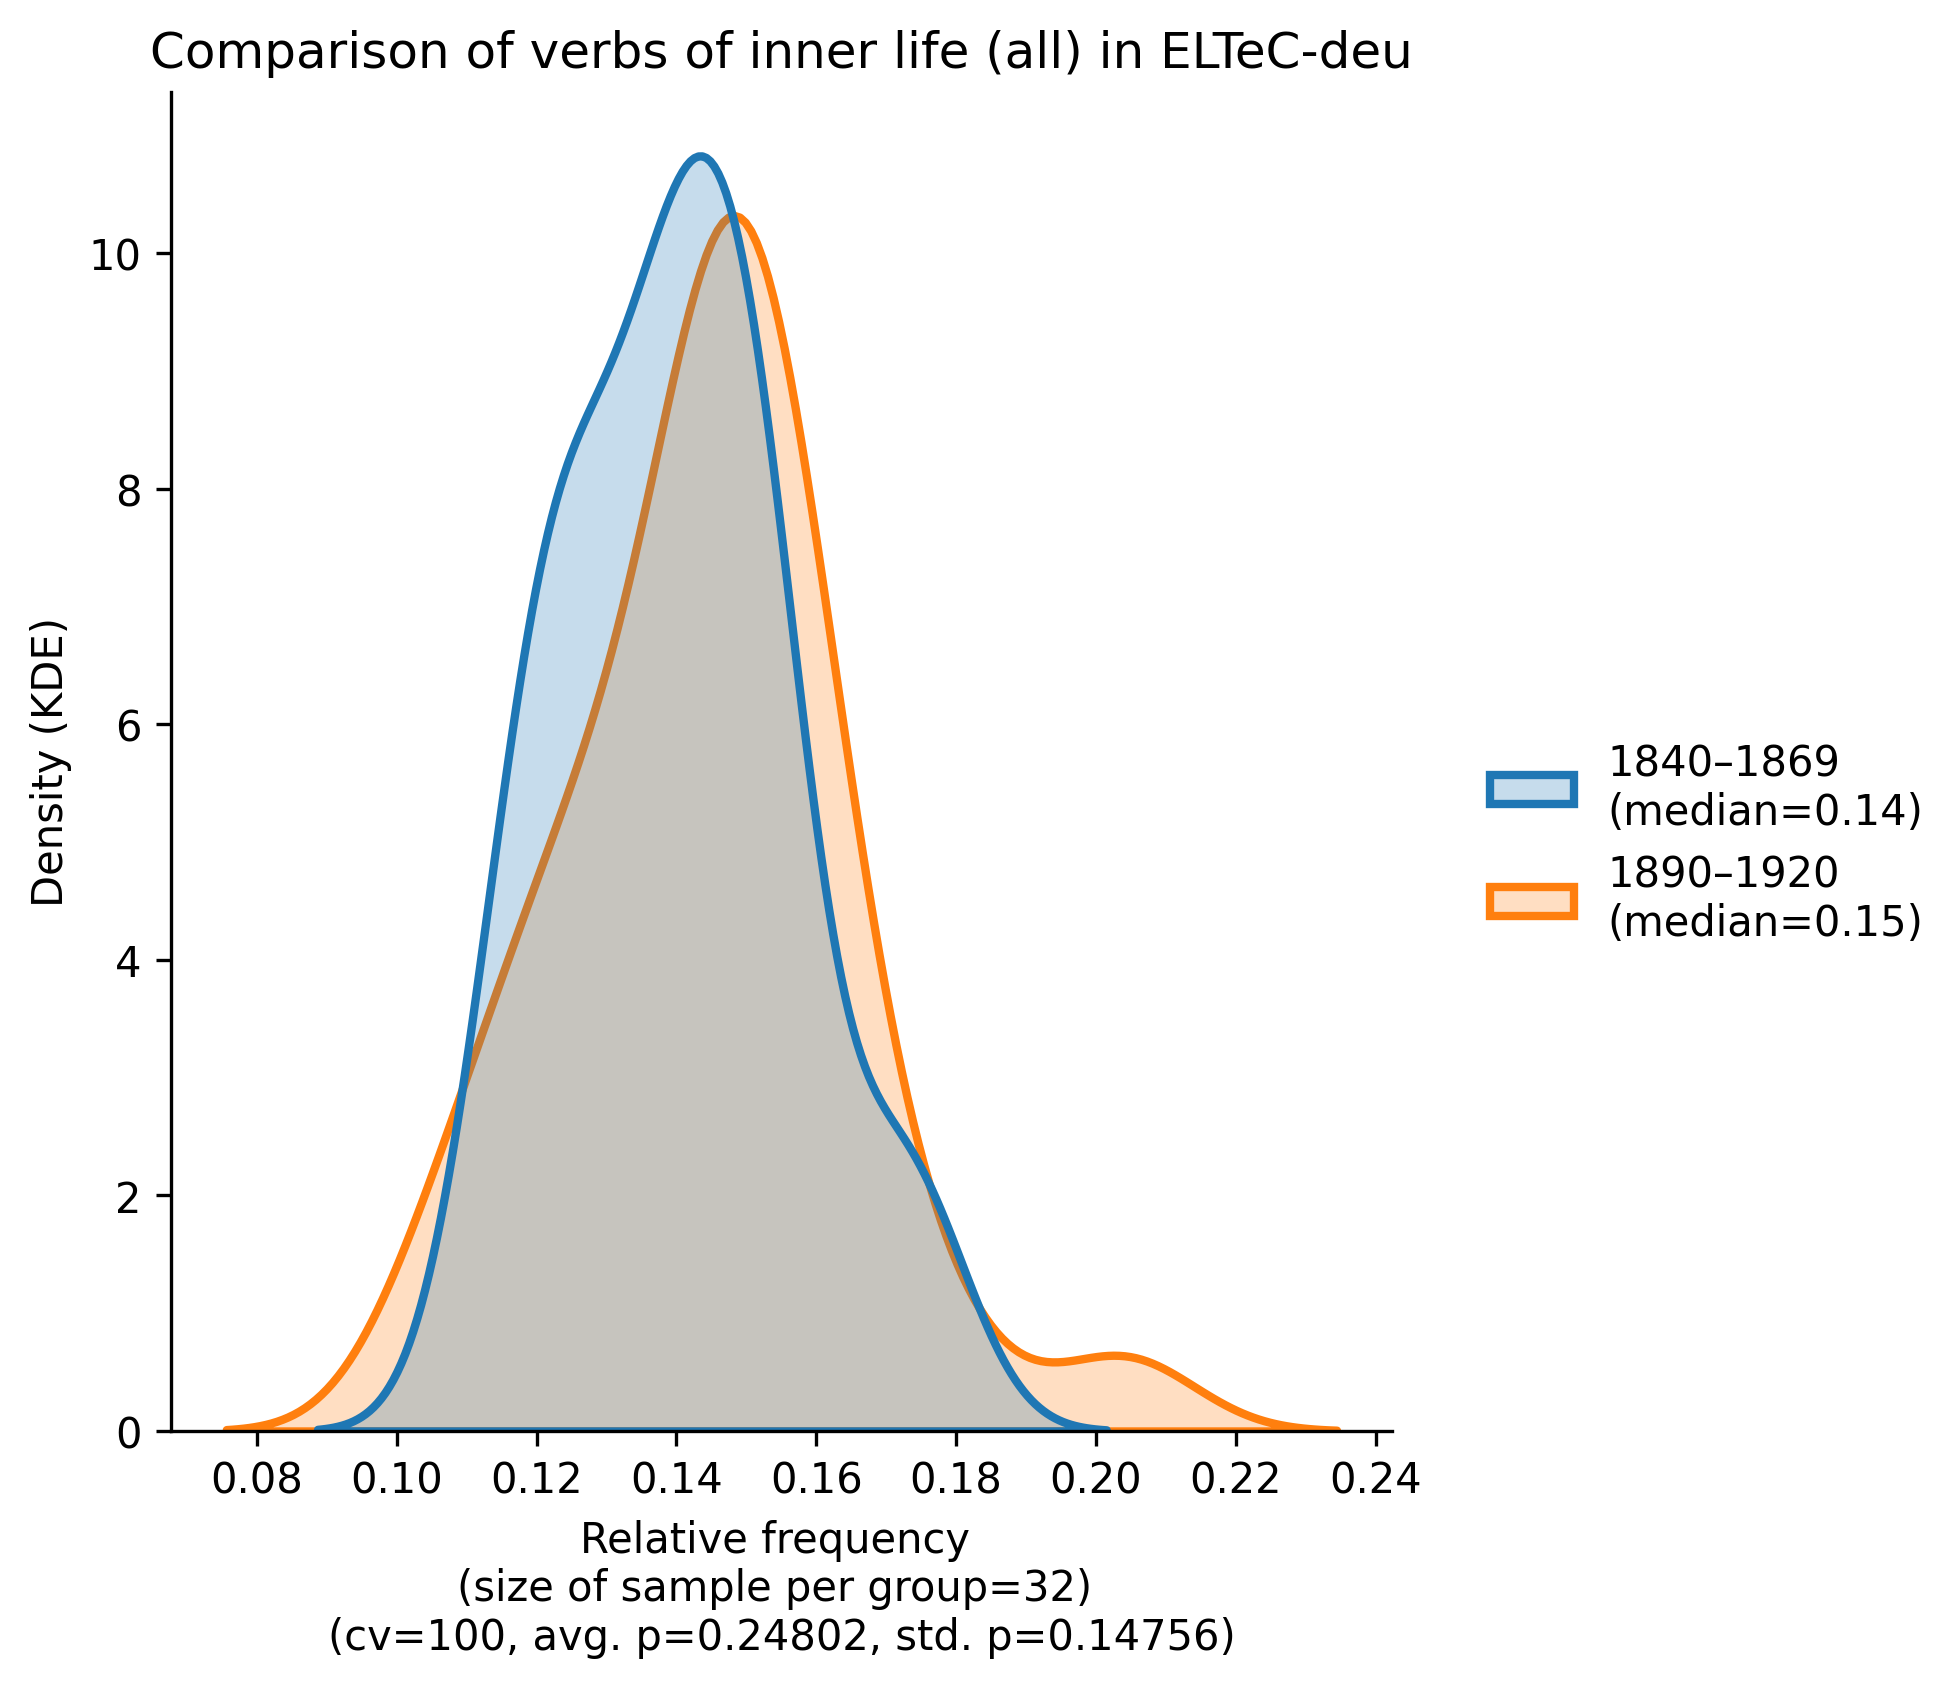 Comparison of verbs of inner life (all) in ELTeC-deu
Density (KDE)
10
8
6
4
2
0
0.08 0.10 0.12 0.14 0.16 0.18 0.20 0.22 0.24
Relative frequency
(size of sample per group=32)
(cv=100, avg. p=0.24802, std. p=0.14756)
1840–1869
(median=0.14)
1890–1920
(median=0.15)